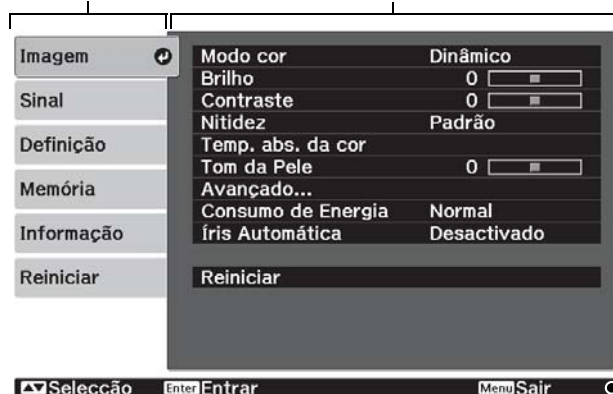 Imagem
Sinal
Definição
Memória
Informação
Reiniciar
Modo cor Dinâmico
Brilho 0
Contraste 0
Nitidez Padrão
Temp. abs. da cor
Tom da Pele 0
Avançado...
Consumo de Energia Normal
Íris Automática Desactivado
Reiniciar
Selecção Enter Entrar Menu Sair